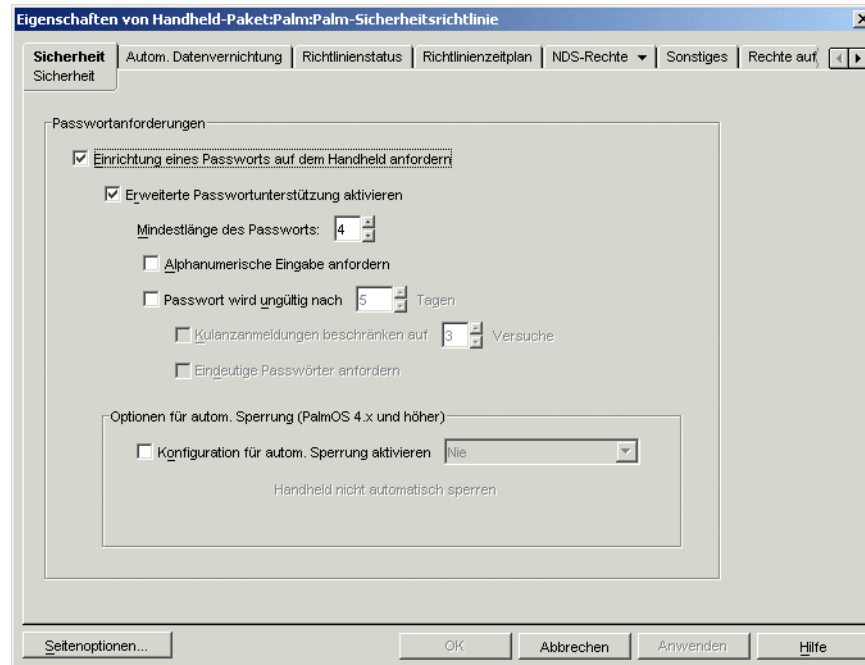 Eigenschaften von Handheld-Paket:Palm:Palm-Sicherheitsrichtlinie
Sicherheit Autom. Datenvernichtung Richtlinienstatus Richtlinienzeitplan NDS-Rechte Sonstiges Rechte auf
Sicherheit
Passwortanforderungen
Einrichtung eines Passworts auf dem Handheld anfordern
Erweiterte Passwortunterstützung aktivieren
Mindestlänge des Passworts: 4
Alphanumerische Eingabe anfordern
Passwort wird ungültig nach 5 Tagen
Kulanzanmeldungen beschränken auf 3 Versuche
Eindeutige Passwörter anfordern
Optionen für autom. Sperrung (PalmOS 4.x und höher)
Konfiguration für autom. Sperrung aktivieren Nie
Handheld nicht automatisch sperren
Seitenoptionen... OK Abbrechen Anwenden Hilfe